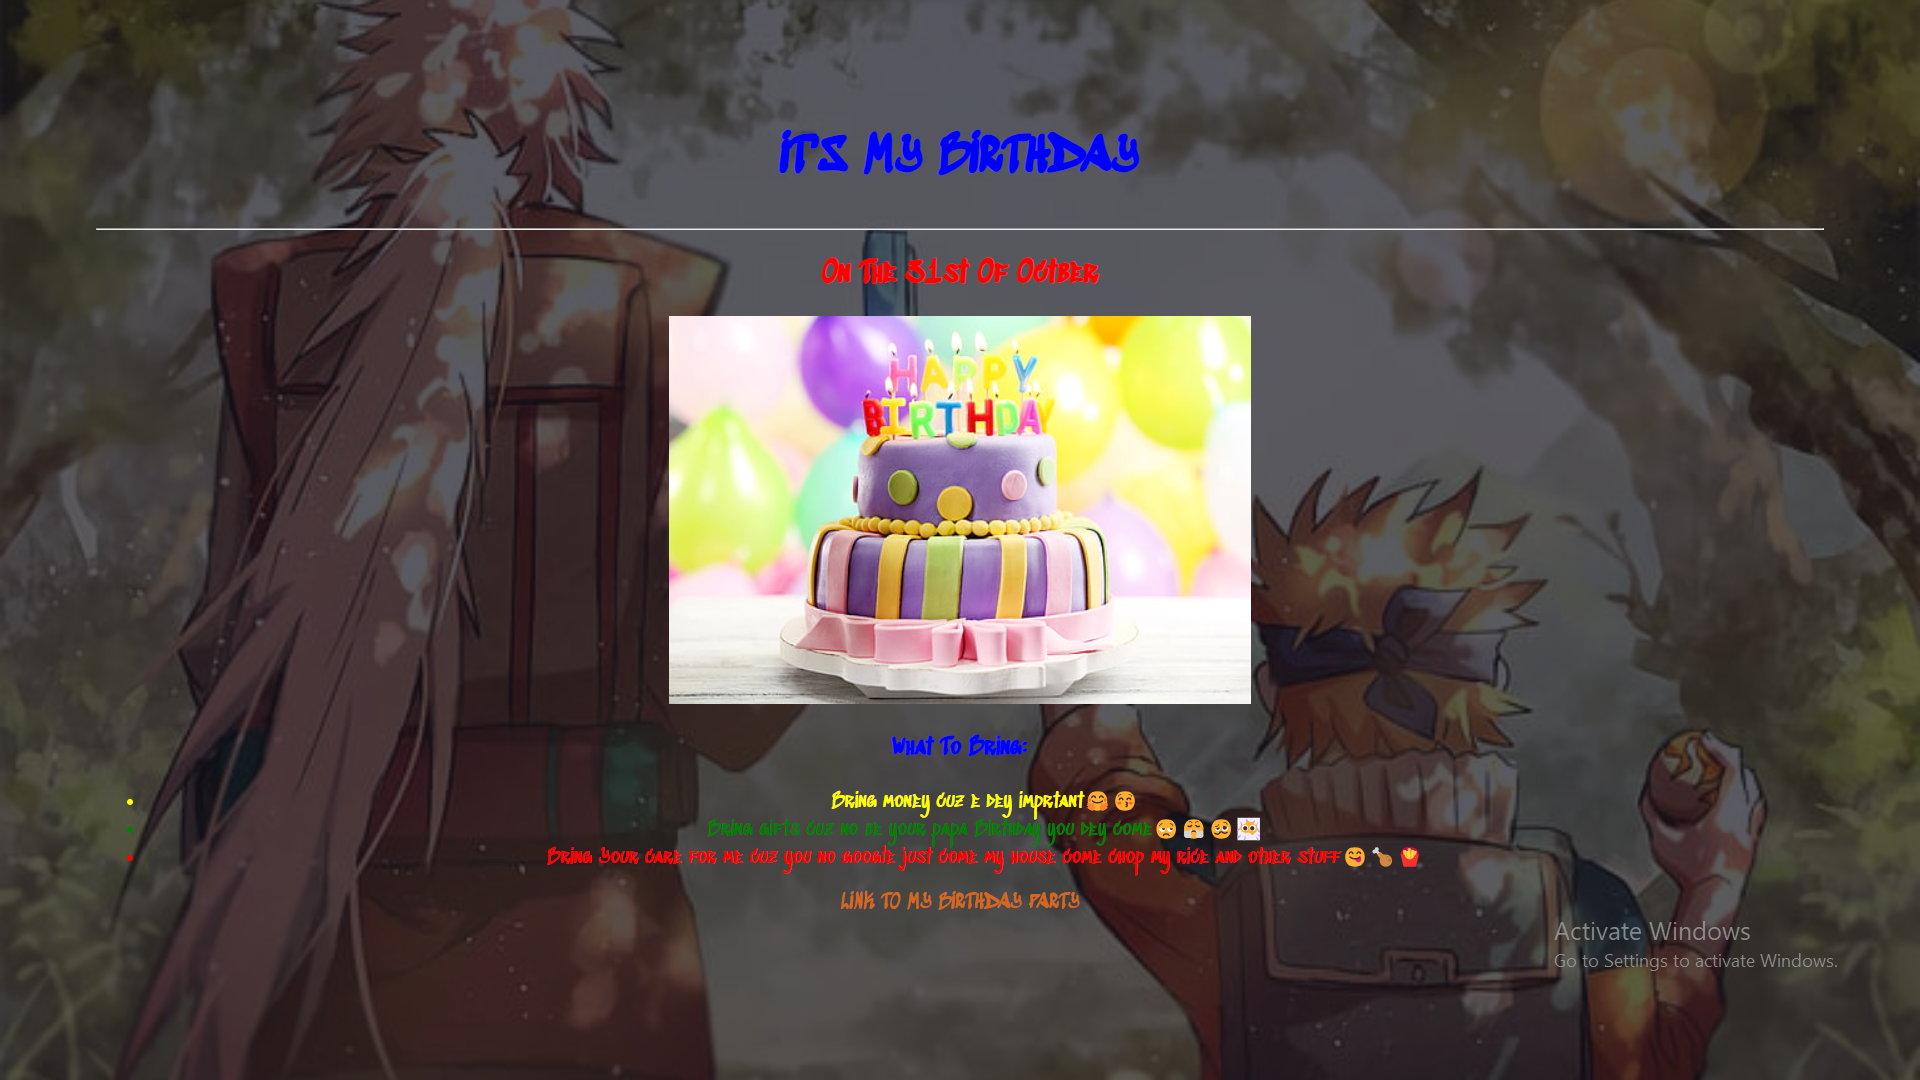 IT'S MY BIRTHDAY
On The 31st Of Octber
HAPPY
BIRTHDAY
What To Bring:
Bring money cuz e dey imprtant🤗 😚
Bring gifts cuz no be your papa Birthday you dey come😥 😤 🥺 😻
Bring Your care for me cuz you no google just come my house come chop my rice and other stuff😋 🍗 🍟
LINK TO MY BIRTHDAY PARTY
Activate Windows
Go to Settings to activate Windows.